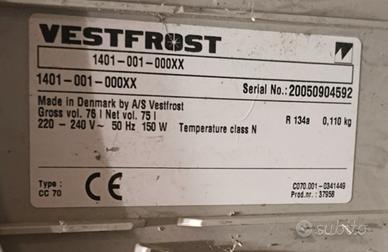 VESTFROST
1401-001-000XX
1401-001-000XX
Serial No.: 20050904592
Made in Denmark by A/S Vestfrost
Gross vol. 76 l Net vol. 75 l
R 134a 0,110 kg
220 - 240 V~ 50 Hz 150 W Temperature class N
Type :
CC 70
CE
C070.001-0341449
Prod.nr.: 37956
subito